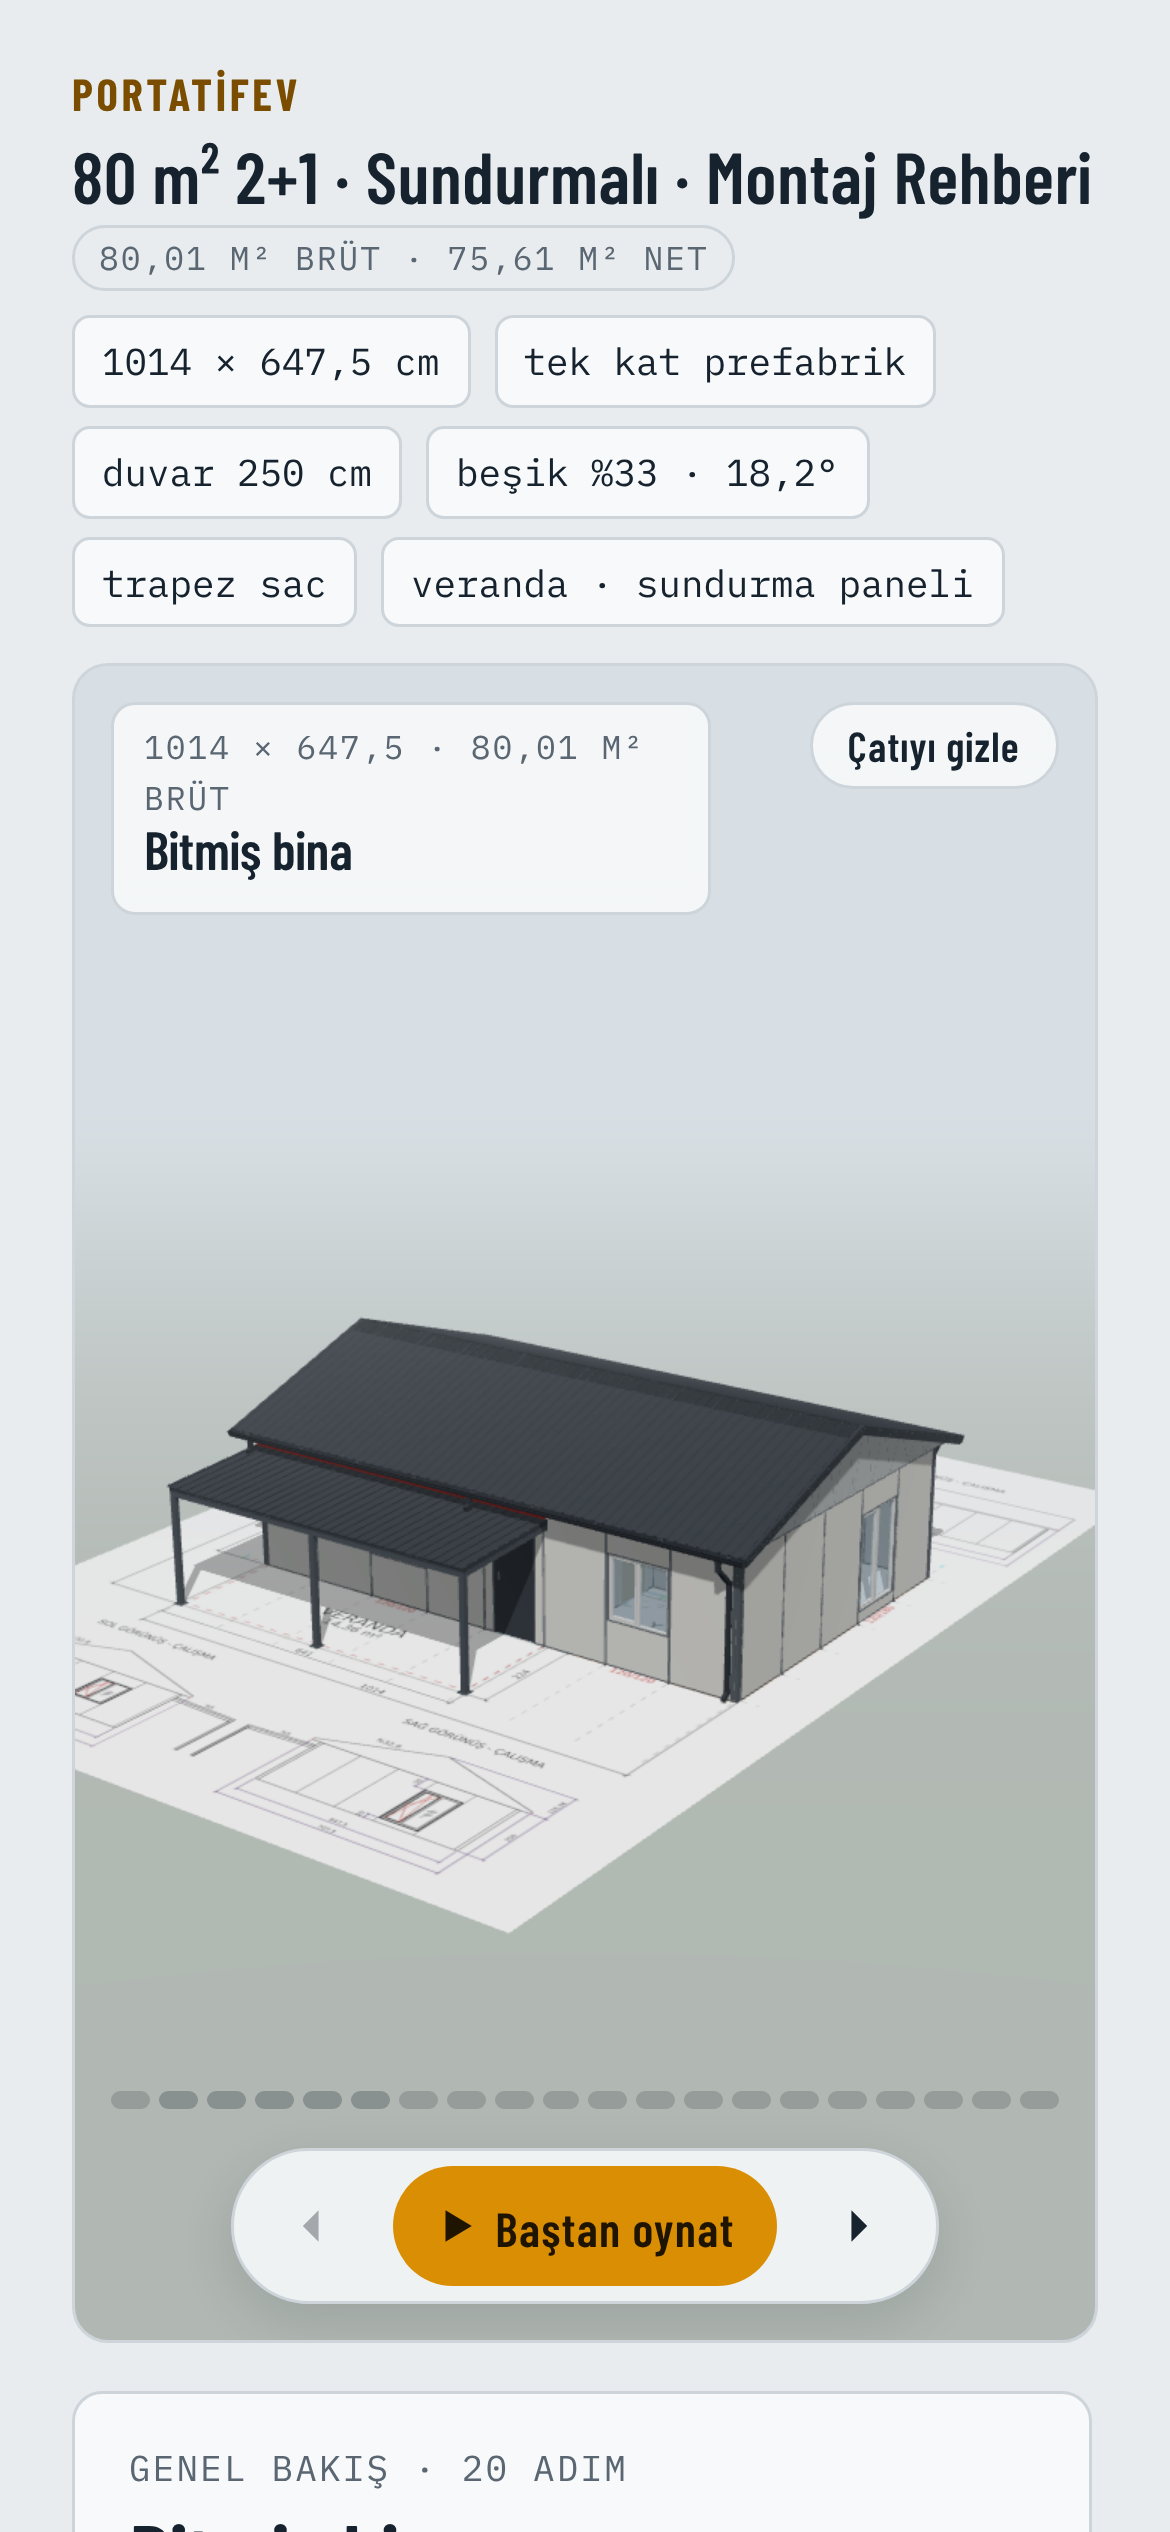 PORTATİFEV
80 m² 2+1 · Sundurmalı · Montaj Rehberi
80,01 M² BRÜT · 75,61 M² NET
1014 × 647,5 cm
tek kat prefabrik
duvar 250 cm
beşik %33 · 18,2°
trapez sac
veranda · sundurma paneli
1014 × 647,5 · 80,01 M²
BRÜT
Bitmiş bina
Çatıyı gizle
VERANDA
SOL GÖRÜNÜŞ - ÇALIŞMA
1014
SAĞ GÖRÜNÜŞ - ÇALIŞMA
Baştan oynat
GENEL BAKIŞ · 20 ADIM